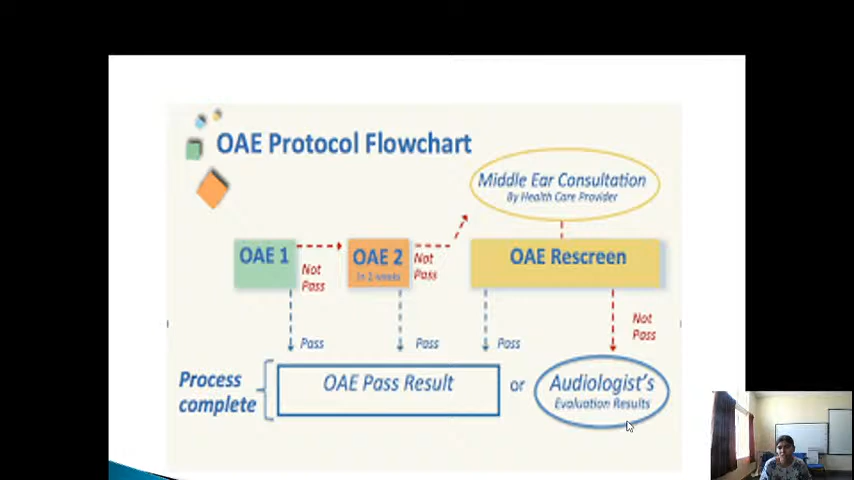 OAE Protocol Flowchart
Middle Ear Consultation
By Health Care Provider
OAE 1
Not
Pass
OAE 2
in 2-weeks
Not
Pass
OAE Rescreen
Pass
Pass
Pass
Not
Pass
Process
complete
OAE Pass Result
or
Audiologist's
Evaluation Results